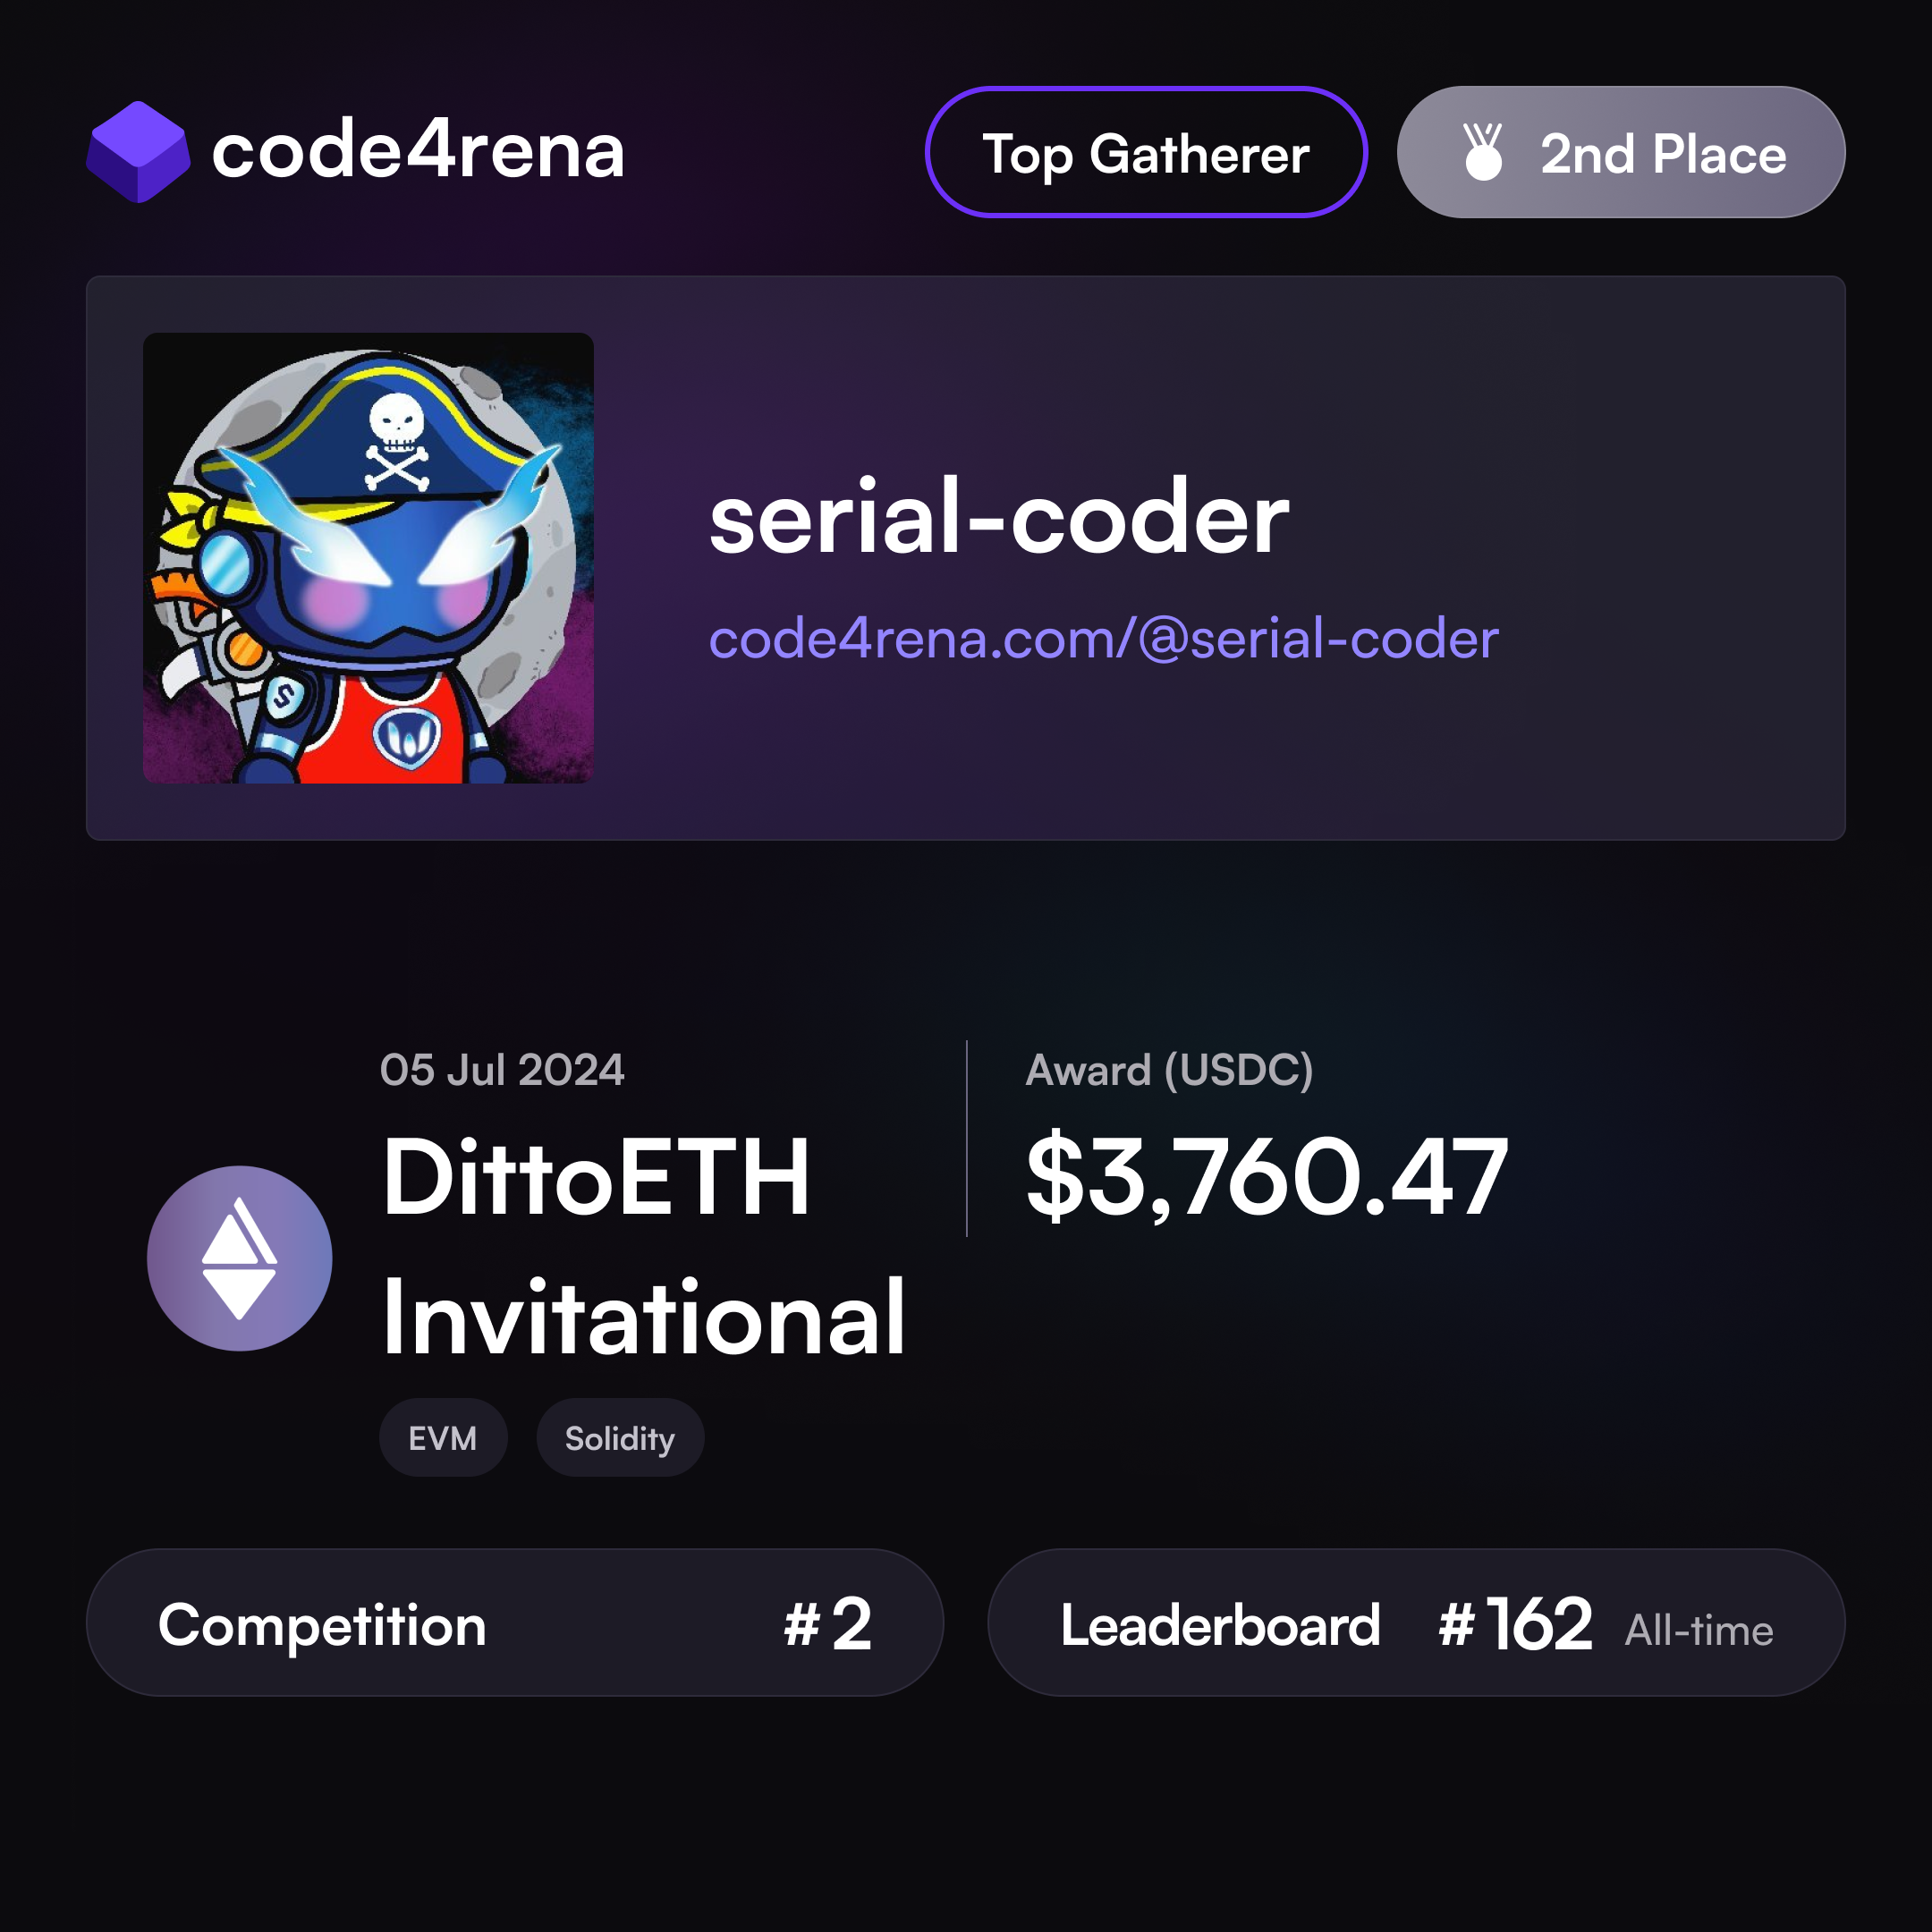 code4rena
Top Gatherer
2nd Place
serial-coder
code4rena.com/@serial-coder
S
05 Jul 2024
DittoETH
Invitational
Award (USDC)
$3,760.47
EVM
Solidity
Competition
#2
Leaderboard
#162
All-time